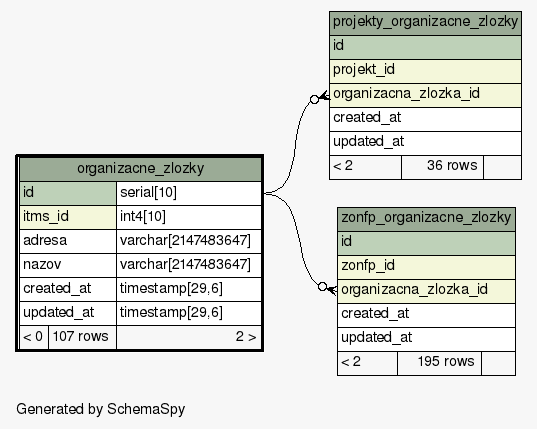 projekty_organizacne_zlozky
id
projekt_id
organizacna_zlozka_id
created_at
updated_at
< 2 36 rows
organizacne_zlozky
id serial[10]
itms_id int4[10]
adresa varchar[2147483647]
nazov varchar[2147483647]
created_at timestamp[29,6]
updated_at timestamp[29,6]
< 0 107 rows 2 >
zonfp_organizacne_zlozky
id
zonfp_id
organizacna_zlozka_id
created_at
updated_at
< 2 195 rows
Generated by SchemaSpy